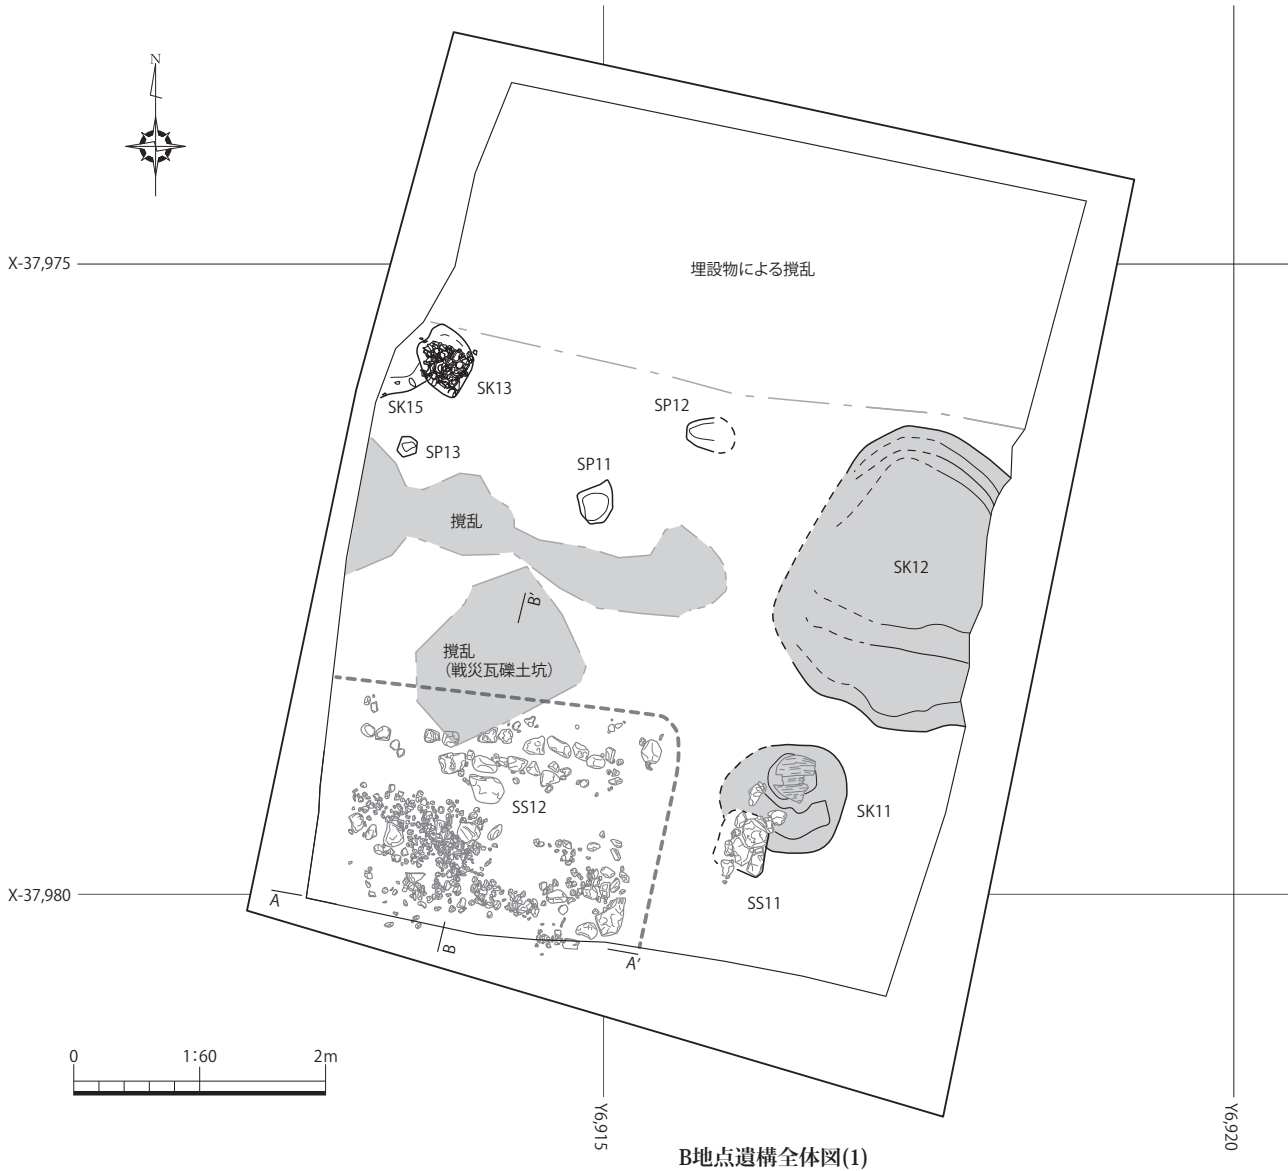 N
X-37,975
埋設物による撹乱
SK13
SK15
SP12
SP13
SP11
撹乱
SK12
B'
撹乱
（戦災瓦礫土坑）
SS12
SK11
X-37,980
A
SS11
B
A'
0 1:60 2m
Y6,915
Y6,920
B地点遺構全体図(1)